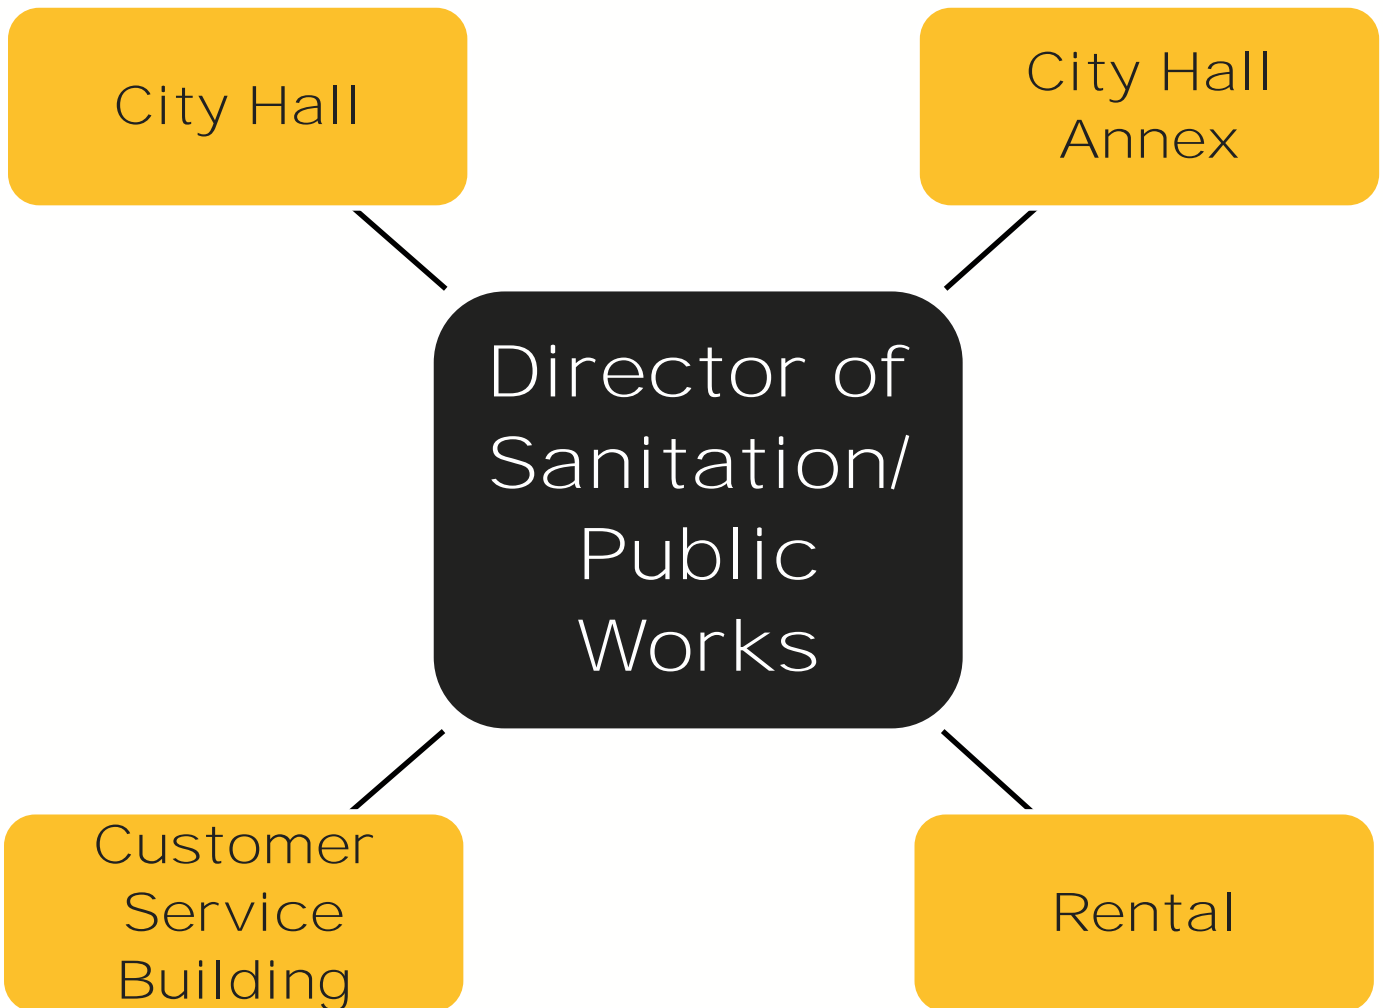 City Hall
City Hall
Annex
Director of
Sanitation/
Public
Works
Customer
Service
Building
Rental